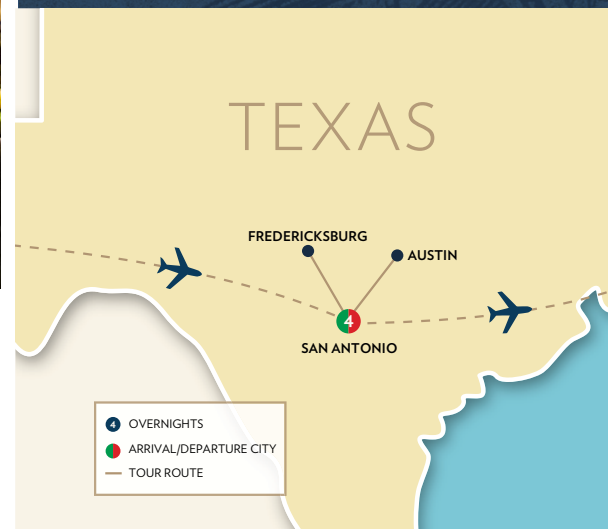 TEXAS
FREDERICKSBURG
AUSTIN
4
SAN ANTONIO
4 OVERNIGHTS
ARRIVAL/DEPARTURE CITY
TOUR ROUTE